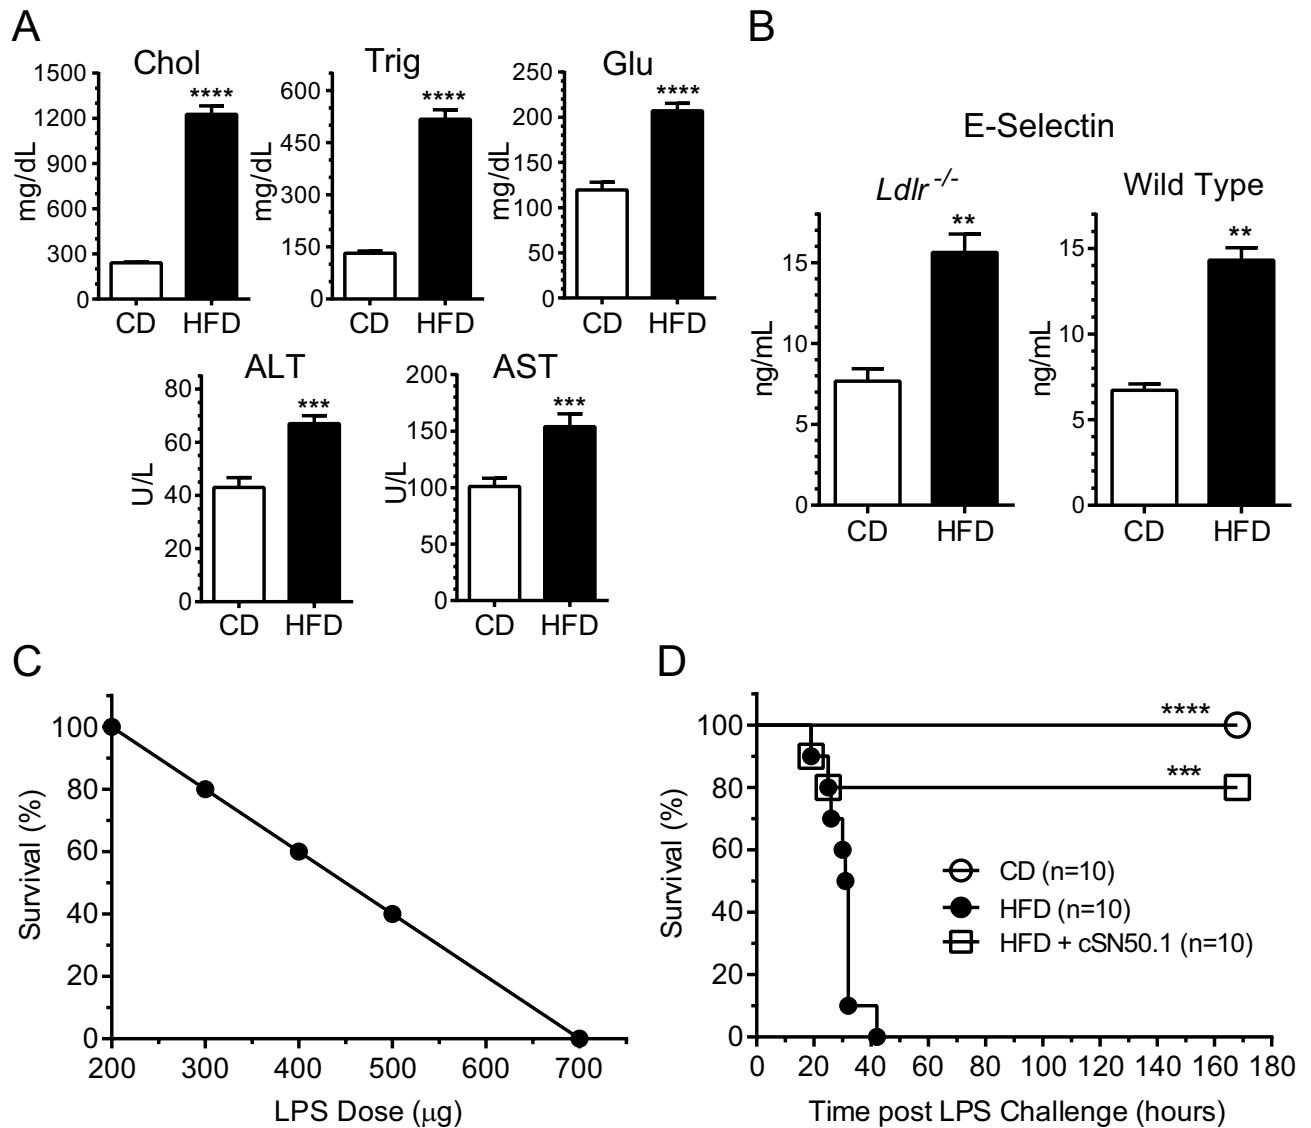 A
B
Chol
Trig
Glu
1500
1200
900
600
300
0
mg/dL
****
CD
HFD
600
450
300
150
0
mg/dL
****
CD
HFD
250
200
150
100
50
0
mg/dL
****
CD
HFD
E-Selectin
Ldlr -/-
Wild Type
15
10
5
0
ng/mL
**
CD
HFD
15
10
5
0
ng/mL
**
CD
HFD
ALT
AST
80
60
40
20
0
U/L
***
CD
HFD
200
150
100
50
0
U/L
***
CD
HFD
C
D
100
80
60
40
20
0
Survival (%)
200
300
400
500
600
700
LPS Dose (μg)
100
80
60
40
20
0
Survival (%)
****
***
CD (n=10)
HFD (n=10)
HFD + cSN50.1 (n=10)
0
20
40
60
80
100
120
140
160
180
Time post LPS Challenge (hours)